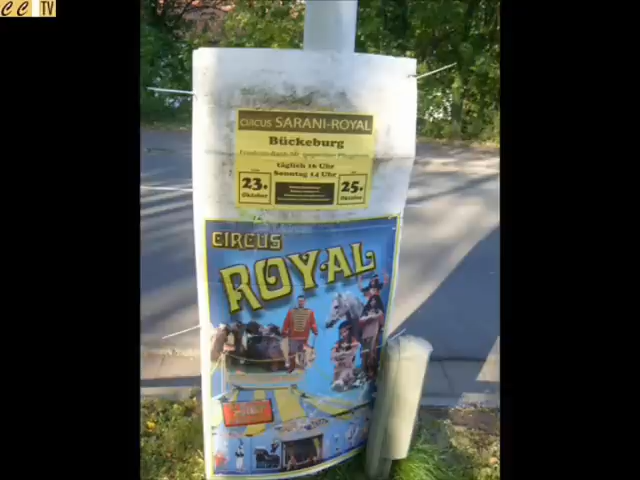 CC TV
CIRCUS SARANI-ROYAL
Bückeburg
täglich 16 Uhr
Sonntag 14 Uhr
23. 25.
Oktober Oktober
CIRCUS
ROYAL